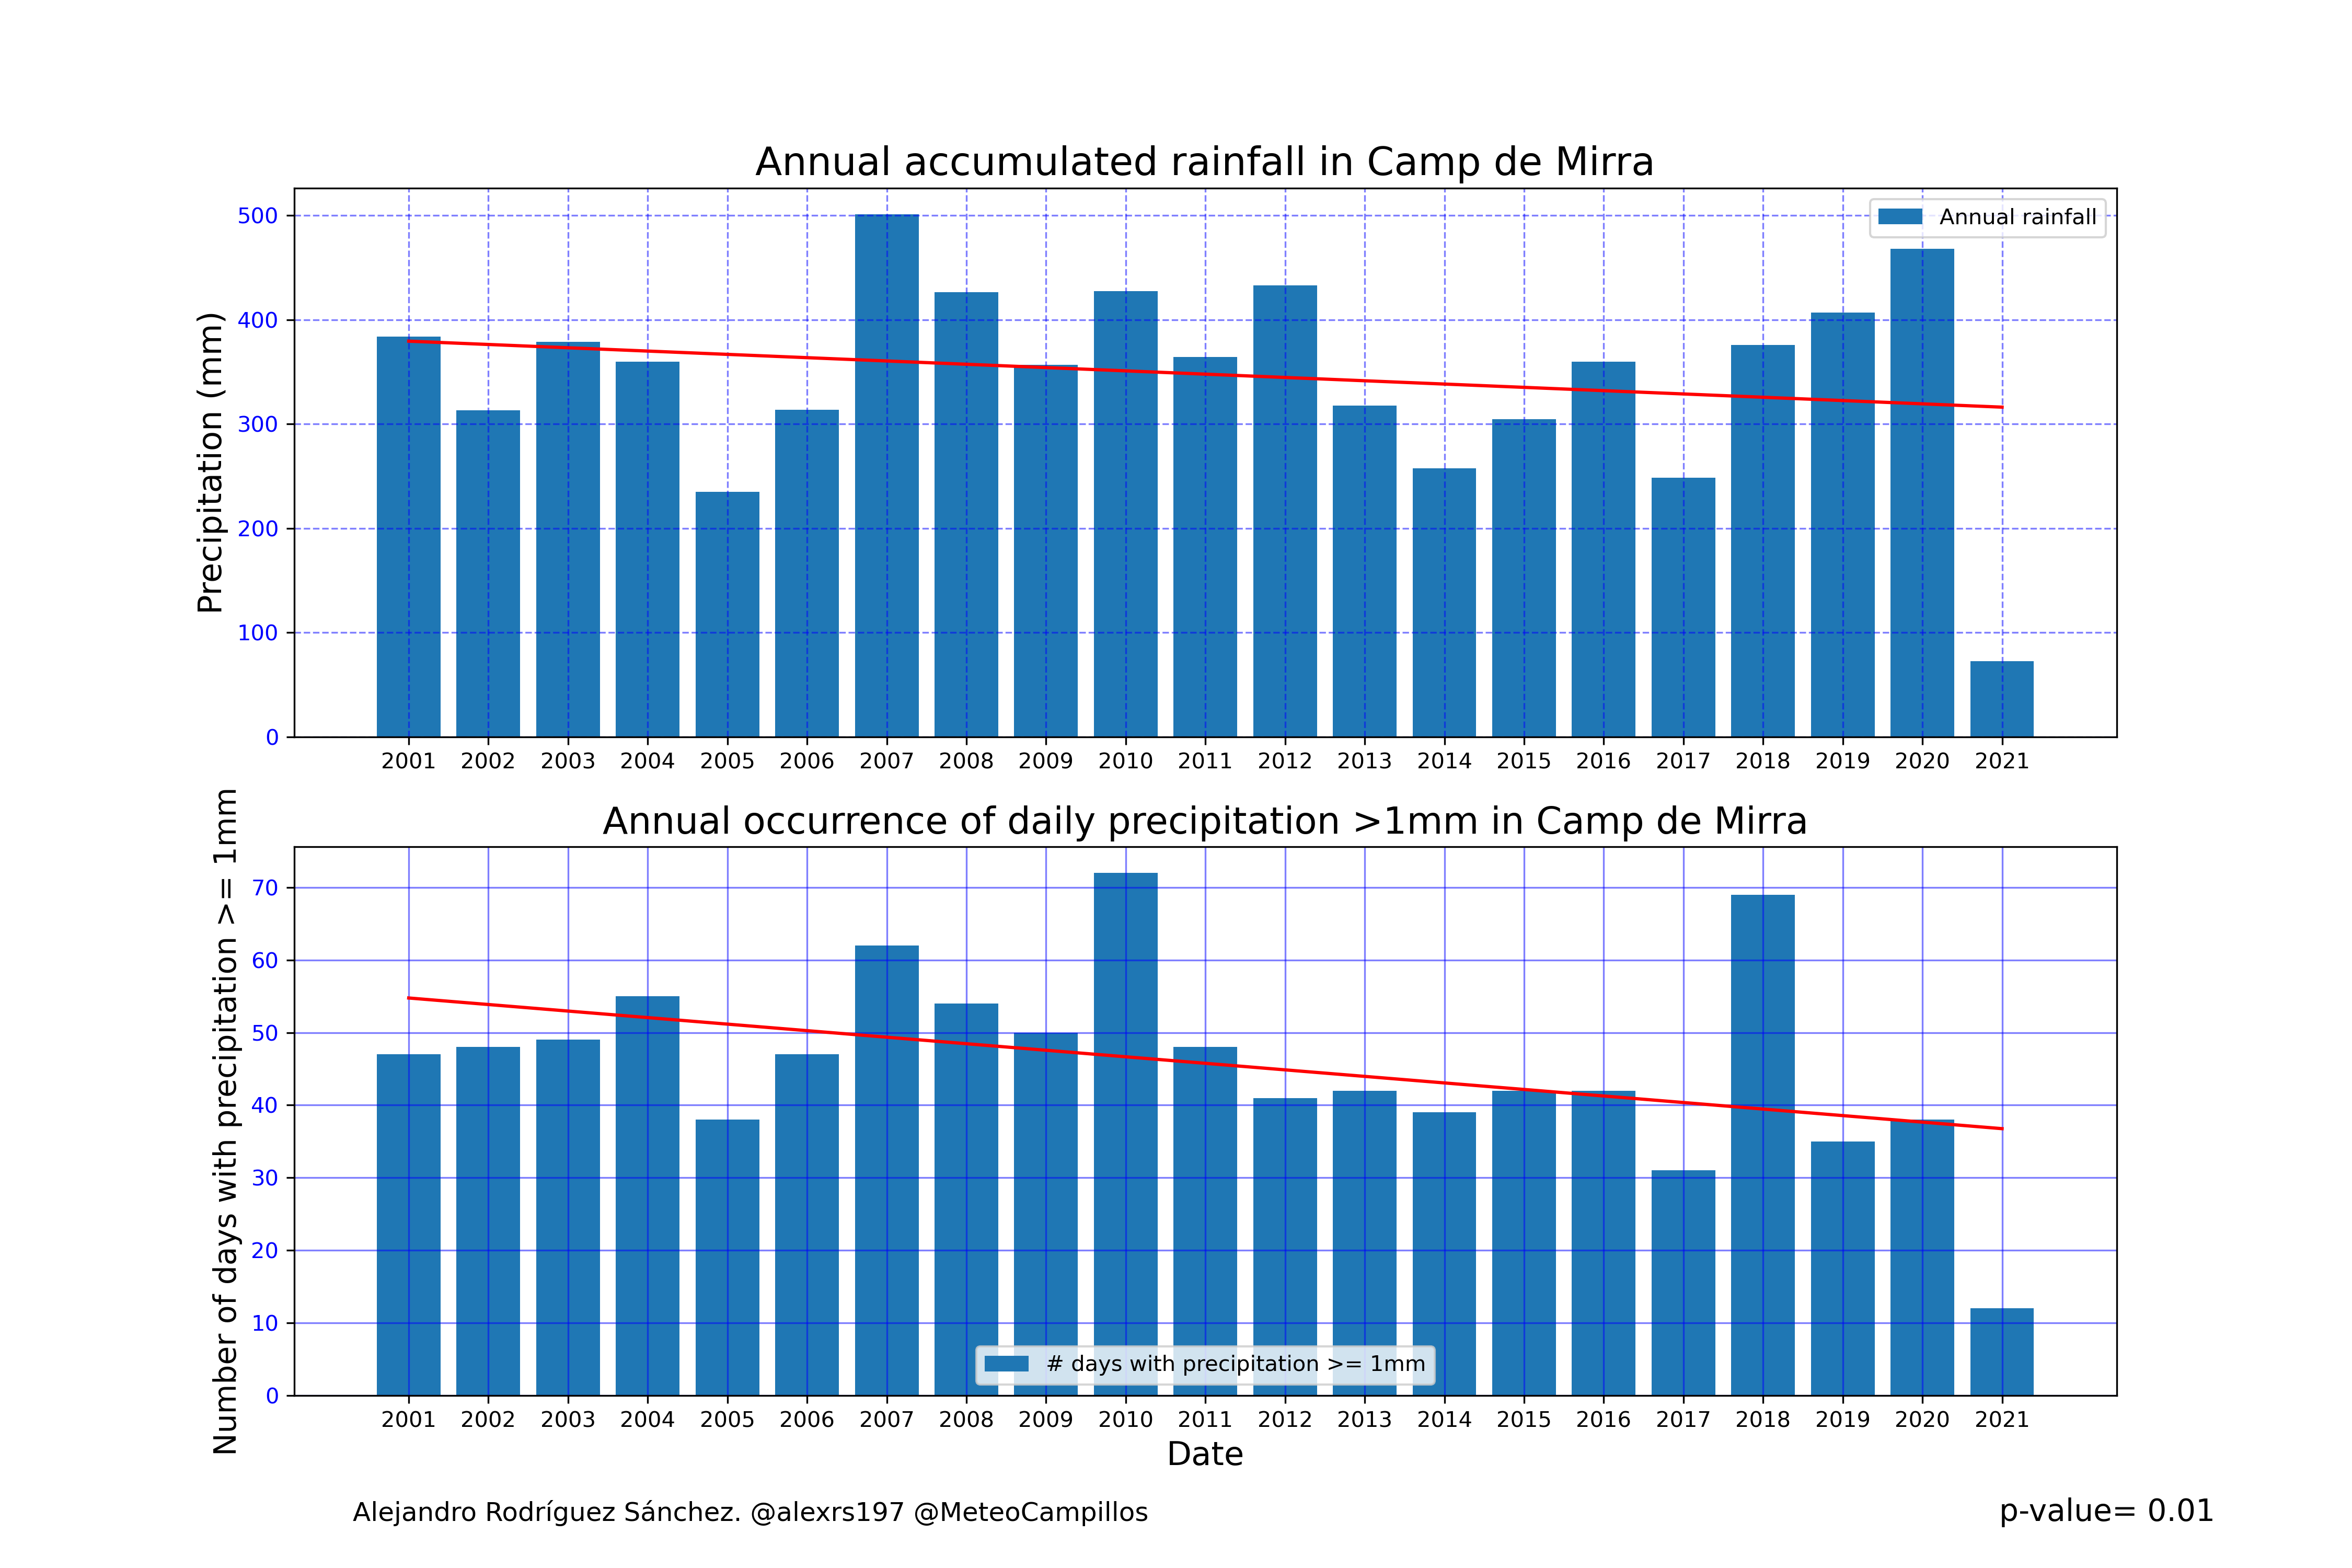 Annual accumulated rainfall in Camp de Mirra
Precipitation (mm)
500
400
300
200
100
0
Annual rainfall
2001 2002 2003 2004 2005 2006 2007 2008 2009 2010 2011 2012 2013 2014 2015 2016 2017 2018 2019 2020 2021
Annual occurrence of daily precipitation >1mm in Camp de Mirra
Number of days with precipitation >= 1mm
70
60
50
40
30
20
10
0
# days with precipitation >= 1mm
2001 2002 2003 2004 2005 2006 2007 2008 2009 2010 2011 2012 2013 2014 2015 2016 2017 2018 2019 2020 2021
Date
Alejandro Rodríguez Sánchez. @alexrs197 @MeteoCampillos
p-value= 0.01